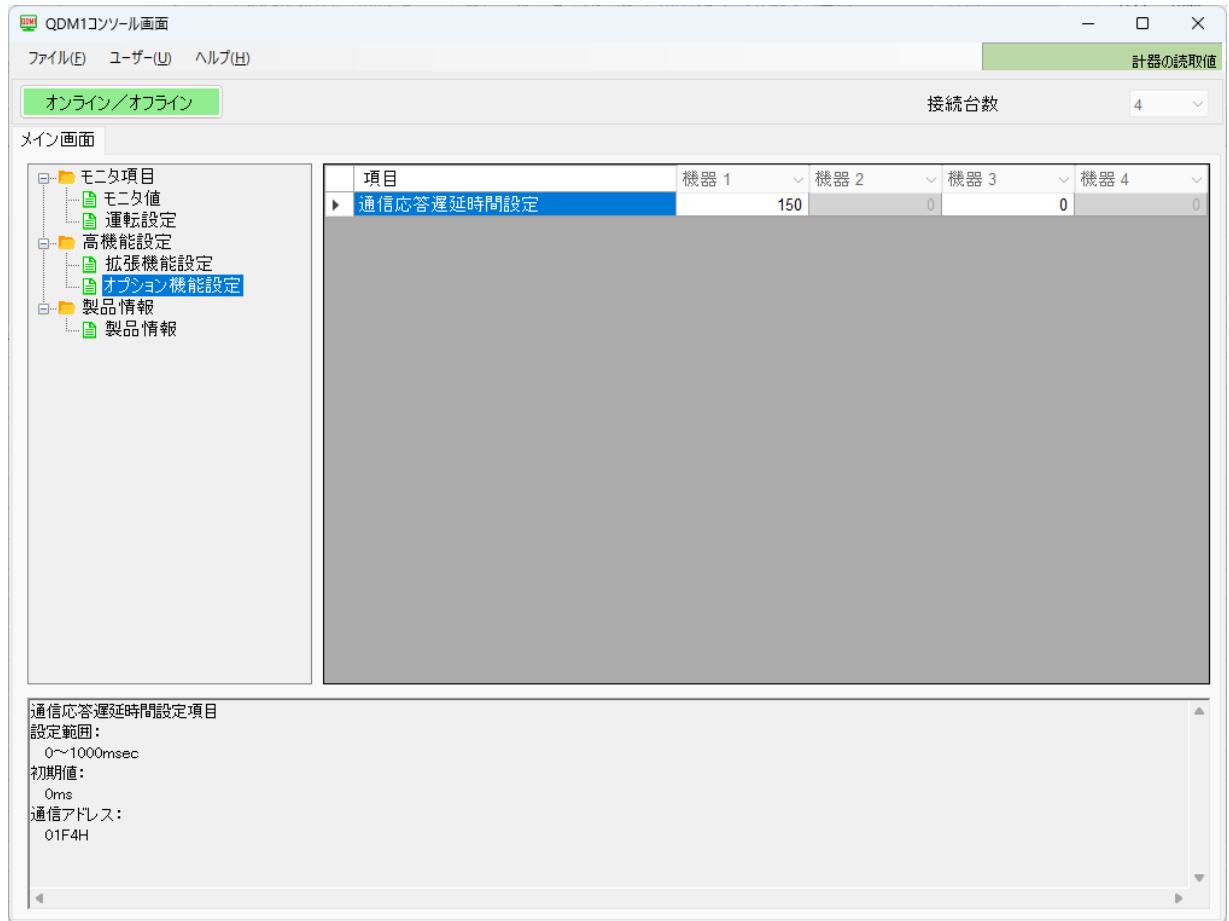 QDM1コンソール画面
ファイル(F) ユーザー(U) ヘルプ(H)
計器の読取値
オンライン／オフライン
接続台数 4
メイン画面
モニタ項目
モニタ値
運転設定
高機能設定
拡張機能設定
オプション機能設定
製品情報
製品情報
項目 機器 1 機器 2 機器 3 機器 4
通信応答遅延時間設定 150 0 0 0
通信応答遅延時間設定項目
設定範囲：
0～1000msec
初期値：
0ms
通信アドレス：
01F4H